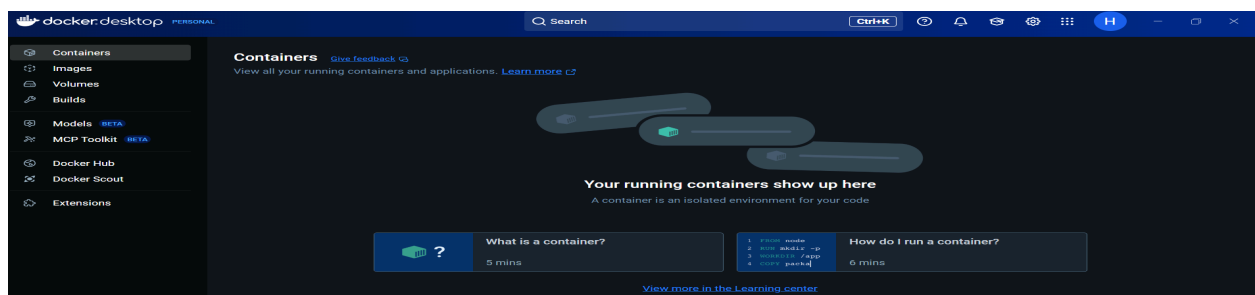 docker.desktop PERSONAL
Search
Ctrl+K
H
Containers
Images
Volumes
Builds
Models BETA
MCP Toolkit BETA
Docker Hub
Docker Scout
Extensions
Containers Give feedback
View all your running containers and applications. Learn more
Your running containers show up here
A container is an isolated environment for your code
?
What is a container?
5 mins
1 FROM node
2 RUN mkdir -p
3 WORKDIR /app
4 COPY packa
How do I run a container?
6 mins
View more in the Learning center